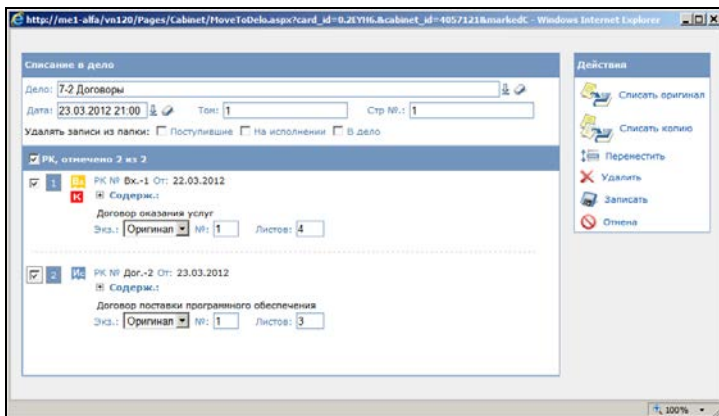 http://me1-alfa/vn120/Pages/Cabinet/MoveToDelo.aspx?card_id=0.2EYH6.&cabinet_id=4057121&markedC - Windows Internet Explorer
Списание в дело
Дело: 7-2 Договоры
Дата: 23.03.2012 21:00 Том: 1 Стр №.: 1
Удалять записи из папки: Поступившие На исполнении В дело
РК, отмечено 2 из 2
1 Вх РК № Вх.-1 От: 22.03.2012
К Содерж.:
Договор оказания услуг
Экз.: Оригинал №: 1 Листов: 4
2 Ис РК № Дог.-2 От: 23.03.2012
Содерж.:
Договор поставки программного обеспечения
Экз.: Оригинал №: 1 Листов: 3
Действия
Списать оригинал
Списать копию
Переместить
Удалить
Записать
Отмена
100%